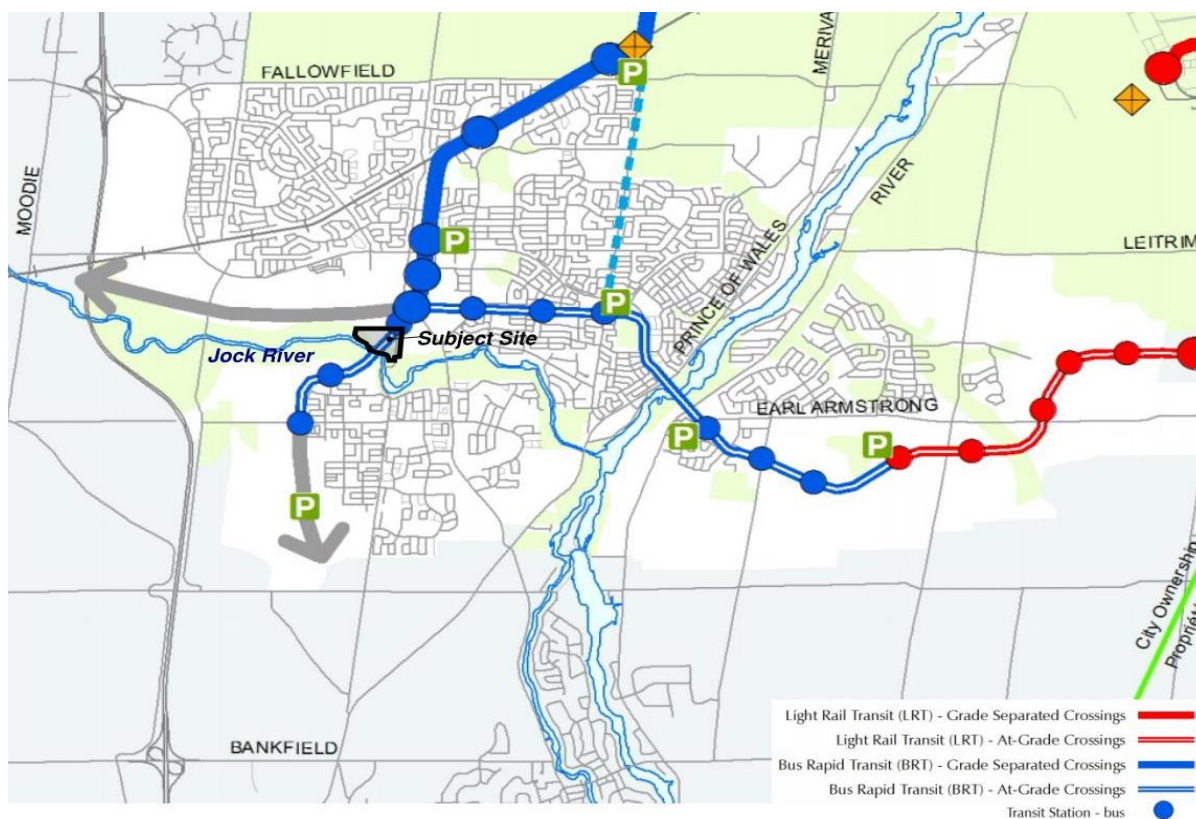 MERIVA
FALLOWFIELD
P
MOODIE
RIVER
P
LEITRIM
PRINCE OF WALES
P
Subject Site
Jock River
EARL ARMSTRONG
P
P
P
City Ownership
Proprié
Light Rail Transit (LRT) - Grade Separated Crossings
Light Rail Transit (LRT) - At-Grade Crossings
BANKFIELD
Bus Rapid Transit (BRT) - Grade Separated Crossings
Bus Rapid Transit (BRT) - At-Grade Crossings
Transit Station - bus